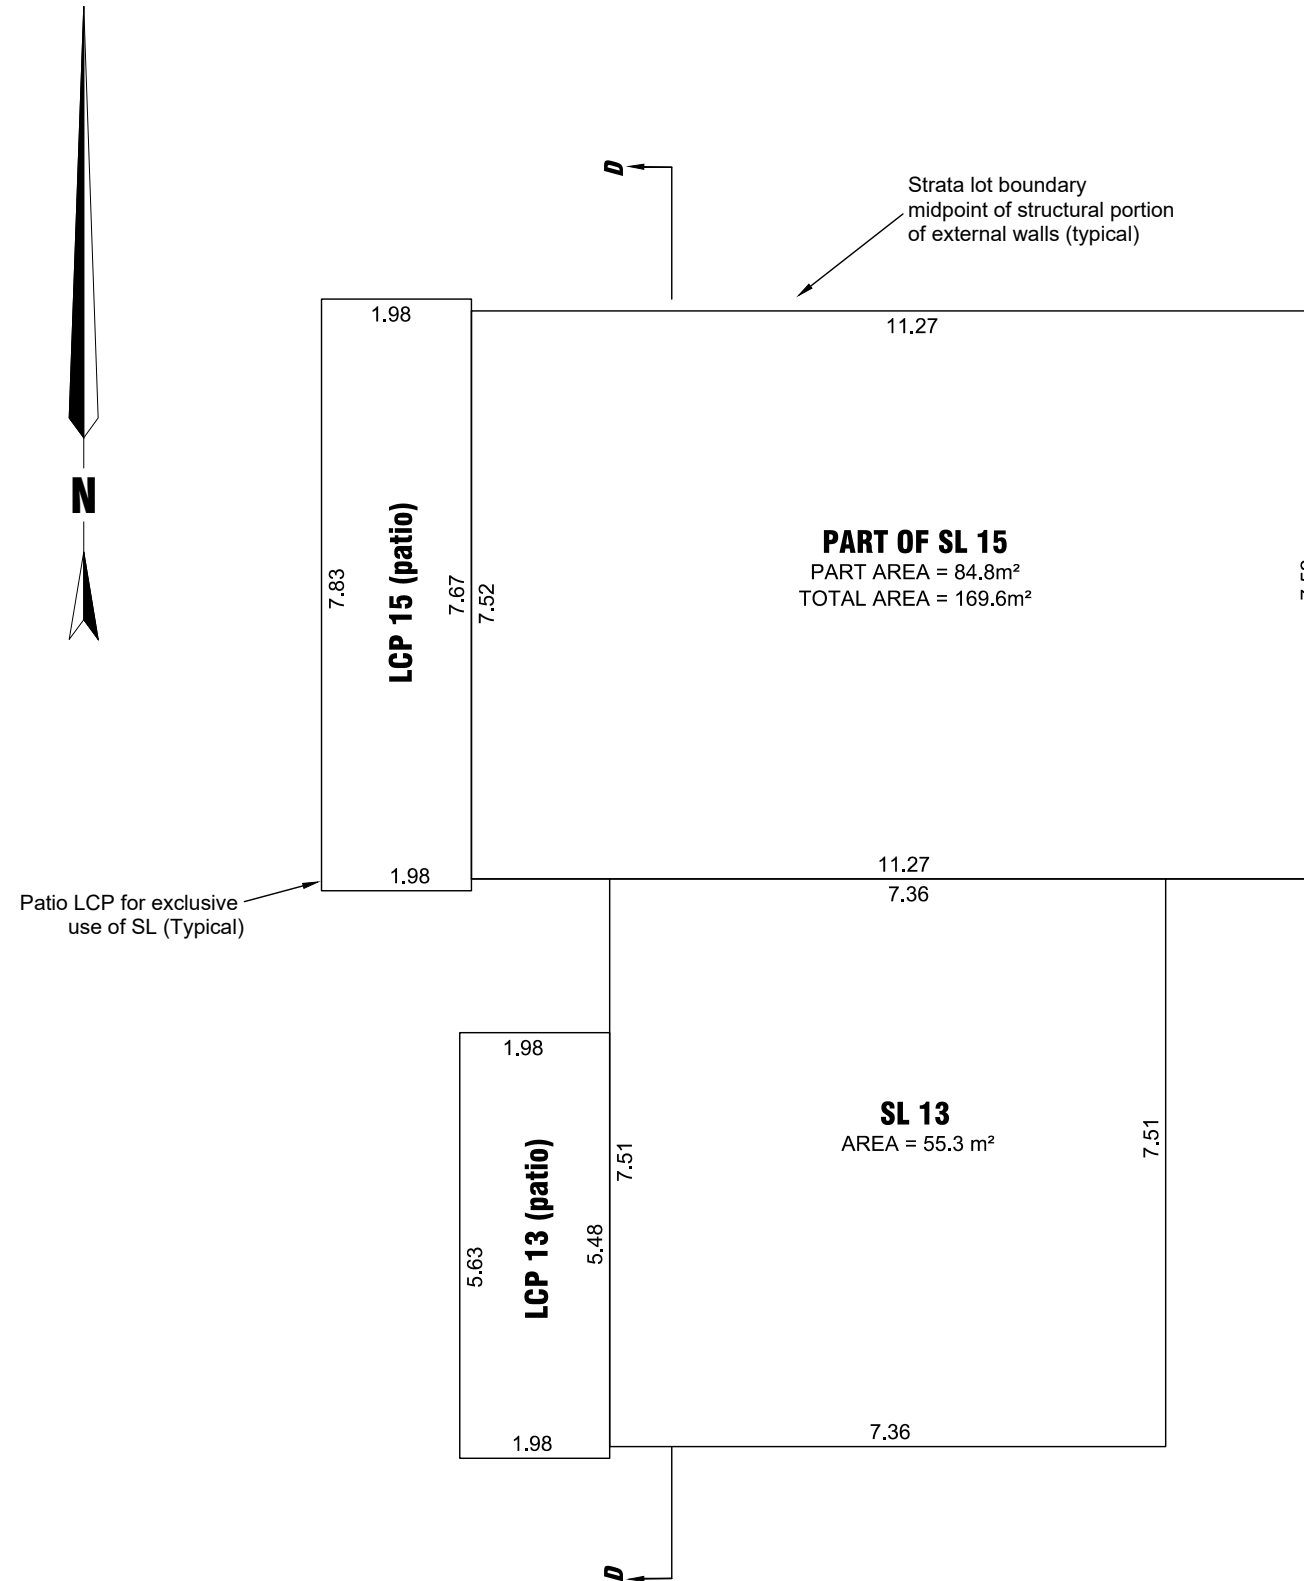 D
Strata lot boundary
midpoint of structural portion
of external walls (typical)
1.98
11.27
N
PART OF SL 15
PART AREA = 84.8m²
TOTAL AREA = 169.6m²
7.83
LCP 15 (patio)
7.67
7.52
1.98
11.27
Patio LCP for exclusive
use of SL (Typical)
7.36
1.98
SL 13
AREA = 55.3 m²
7.51
7.51
LCP 13 (patio)
5.63
5.48
1.98
7.36
D